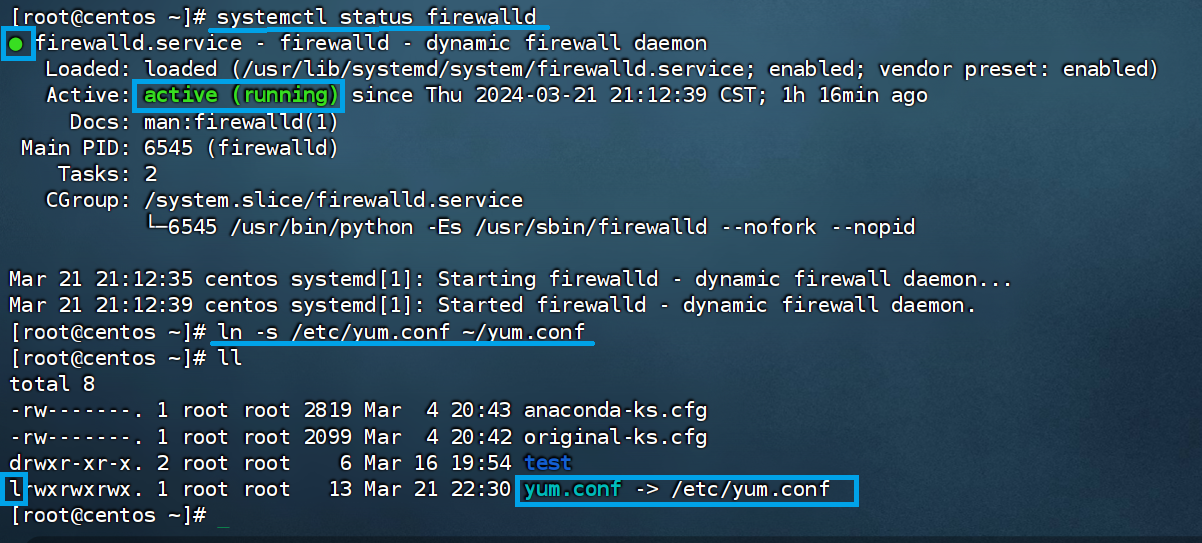 [root@centos ~]# systemctl status firewalld
● firewalld.service - firewalld - dynamic firewall daemon
   Loaded: loaded (/usr/lib/systemd/system/firewalld.service; enabled; vendor preset: enabled)
   Active: active (running) since Thu 2024-03-21 21:12:39 CST; 1h 16min ago
     Docs: man:firewalld(1)
 Main PID: 6545 (firewalld)
    Tasks: 2
   CGroup: /system.slice/firewalld.service
           └─6545 /usr/bin/python -Es /usr/sbin/firewalld --nofork --nopid

Mar 21 21:12:35 centos systemd[1]: Starting firewalld - dynamic firewall daemon...
Mar 21 21:12:39 centos systemd[1]: Started firewalld - dynamic firewall daemon.
[root@centos ~]# ln -s /etc/yum.conf ~/yum.conf
[root@centos ~]# ll
total 8
-rw-------. 1 root root 2819 Mar  4 20:43 anaconda-ks.cfg
-rw-------. 1 root root 2099 Mar  4 20:42 original-ks.cfg
drwxr-xr-x. 2 root root    6 Mar 16 19:54 test
lrwxrwxrwx. 1 root root   13 Mar 21 22:30 yum.conf -> /etc/yum.conf
[root@centos ~]# _